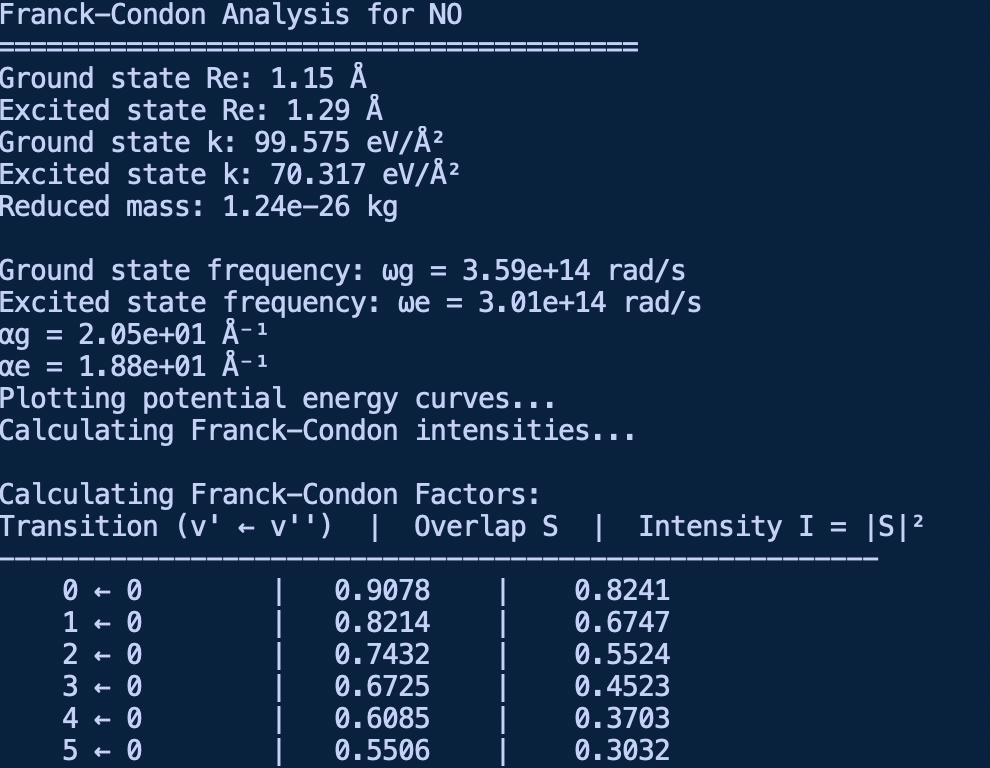 Franck–Condon Analysis for NO
========================================
Ground state Re: 1.15 Å
Excited state Re: 1.29 Å
Ground state k: 99.575 eV/Å²
Excited state k: 70.317 eV/Å²
Reduced mass: 1.24e–26 kg
Ground state frequency: ωg = 3.59e+14 rad/s
Excited state frequency: ωe = 3.01e+14 rad/s
αg = 2.05e+01 Å⁻¹
αe = 1.88e+01 Å⁻¹
Plotting potential energy curves...
Calculating Franck–Condon intensities...
Calculating Franck–Condon Factors:
Transition (v' ← v'')  |  Overlap S  |  Intensity I = |S|²
–––––––––––––––––––––––––––––––––––––––––––––––––––––––
0 ← 0 | 0.9078 | 0.8241
1 ← 0 | 0.8214 | 0.6747
2 ← 0 | 0.7432 | 0.5524
3 ← 0 | 0.6725 | 0.4523
4 ← 0 | 0.6085 | 0.3703
5 ← 0 | 0.5506 | 0.3032